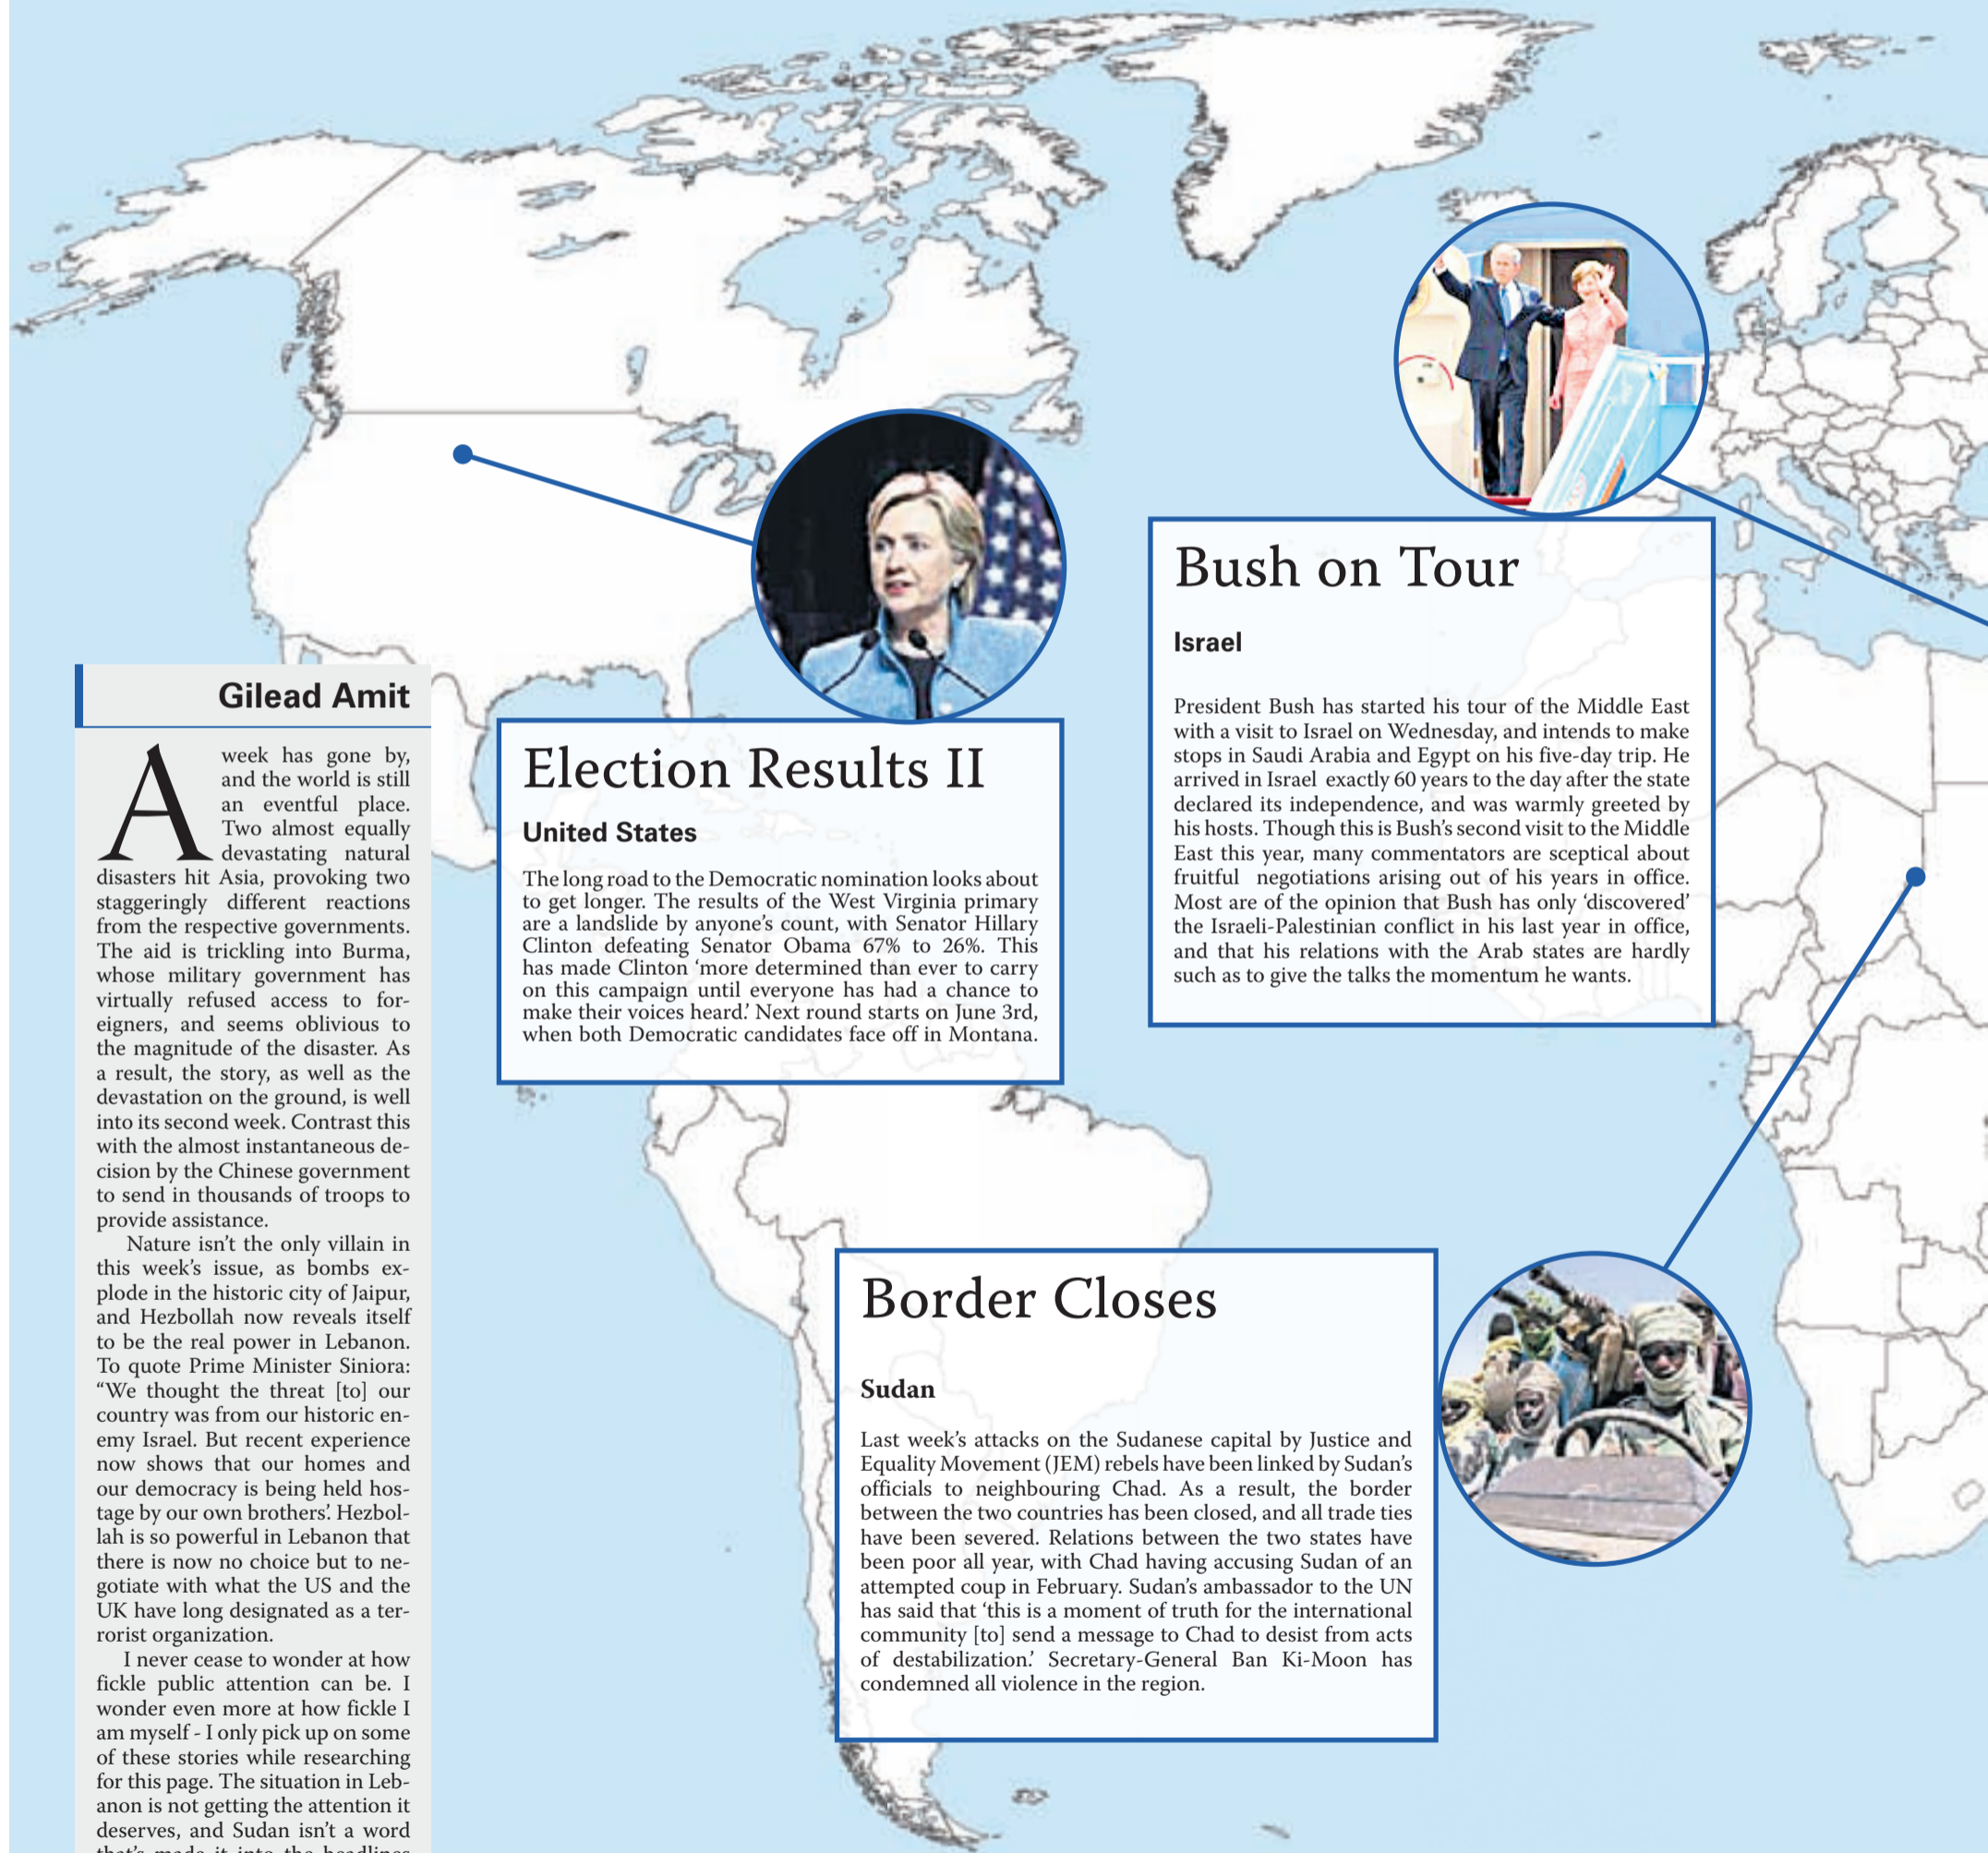 Gilead Amit
A week has gone by,
and the world is still
an eventful place.
Two almost equally
devastating natural
disasters hit Asia, provoking two
staggeringly different reactions
from the respective governments.
The aid is trickling into Burma,
whose military government has
virtually refused access to for-
eigners, and seems oblivious to
the magnitude of the disaster. As
a result, the story, as well as the
devastation on the ground, is well
into its second week. Contrast this
with the almost instantaneous de-
cision by the Chinese government
to send in thousands of troops to
provide assistance.
Nature isn't the only villain in
this week's issue, as bombs ex-
plode in the historic city of Jaipur,
and Hezbollah now reveals itself
to be the real power in Lebanon.
To quote Prime Minister Siniora:
“We thought the threat [to] our
country was from our historic en-
emy Israel. But recent experience
now shows that our homes and
our democracy is being held hos-
tage by our own brothers.’ Hezbol-
lah is so powerful in Lebanon that
there is now no choice but to ne-
gotiate with what the US and the
UK have long designated as a ter-
rorist organization.
I never cease to wonder at how
fickle public attention can be. I
wonder even more at how fickle I
am myself - I only pick up on some
of these stories while researching
for this page. The situation in Leb-
anon is not getting the attention it
deserves, and Sudan isn't a word
that's made it into the headlines
Election Results II
United States
The long road to the Democratic nomination looks about
to get longer. The results of the West Virginia primary
are a landslide by anyone's count, with Senator Hillary
Clinton defeating Senator Obama 67% to 26%. This
has made Clinton ‘more determined than ever to carry
on this campaign until everyone has had a chance to
make their voices heard.’ Next round starts on June 3rd,
when both Democratic candidates face off in Montana.
Bush on Tour
Israel
President Bush has started his tour of the Middle East
with a visit to Israel on Wednesday, and intends to make
stops in Saudi Arabia and Egypt on his five-day trip. He
arrived in Israel exactly 60 years to the day after the state
declared its independence, and was warmly greeted by
his hosts. Though this is Bush's second visit to the Middle
East this year, many commentators are sceptical about
fruitful negotiations arising out of his years in office.
Most are of the opinion that Bush has only ‘discovered’
the Israeli-Palestinian conflict in his last year in office,
and that his relations with the Arab states are hardly
such as to give the talks the momentum he wants.
Border Closes
Sudan
Last week's attacks on the Sudanese capital by Justice and
Equality Movement (JEM) rebels have been linked by Sudan's
officials to neighbouring Chad. As a result, the border
between the two countries has been closed, and all trade ties
have been severed. Relations between the two states have
been poor all year, with Chad having accusing Sudan of an
attempted coup in February. Sudan's ambassador to the UN
has said that ‘this is a moment of truth for the international
community [to] send a message to Chad to desist from acts
of destabilization.’ Secretary-General Ban Ki-Moon has
condemned all violence in the region.